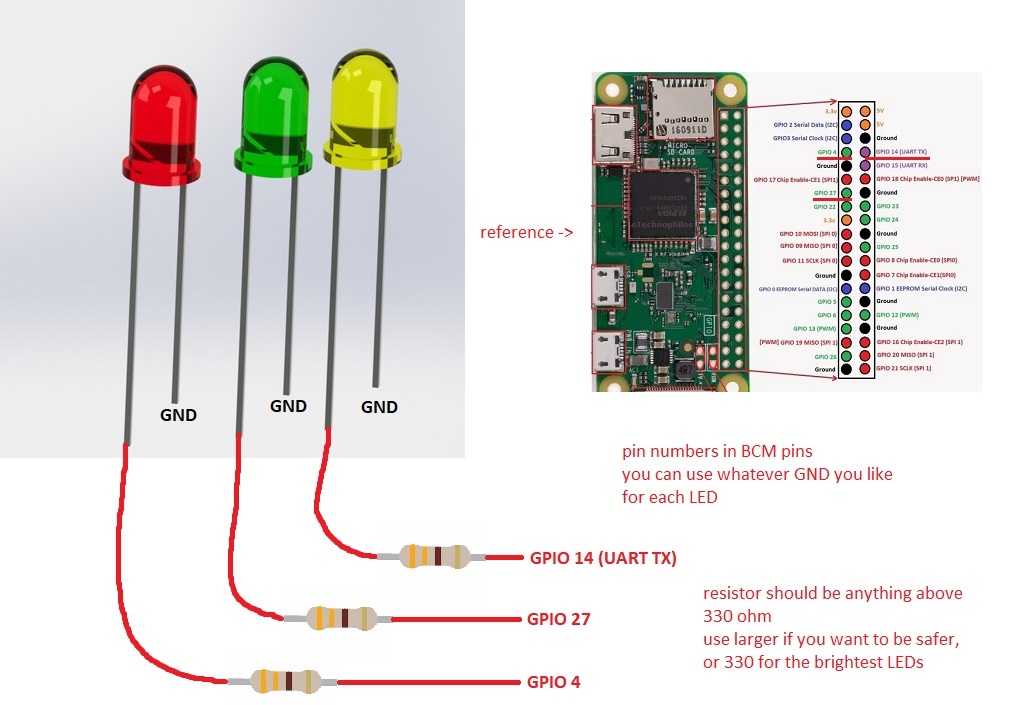 3.3v 5V
GPIO 2 Serial Data (I2C) 5V
GPIO3 Serial Clock (I2C) Ground
GPIO 4 GPIO 14 (UART TX)
Ground GPIO 15 (UART RX)
GPIO 17 Chip Enable-CE1 (SPI1) GPIO 18 Chip Enable-CE0 (SP1) [PWM]
GPIO 27 Ground
GPIO 22 GPIO 23
3.3v GPIO 24
GPIO 10 MOSI (SPI 0) Ground
GPIO 09 MISO (SPI 0) GPIO 25
GPIO 11 SCLK (SPI 0) GPIO 8 Chip Enable-CE0 (SPI0)
Ground GPIO 7 Chip Enable-CE1(SPI0)
GPIO 0 EEPROM Serial DATA (I2C) GPIO 1 EEPROM Serial Clock (I2C)
GPIO 5 Ground
GPIO 6 GPIO 12 (PWM)
GPIO 13 (PWM) Ground
[PWM] GPIO 19 MISO (SPI 1) GPIO 16 Chip Enable-CE2 (SPI 1)
GPIO 26 GPIO 20 MISO (SPI 1)
Ground GPIO 21 SCLK (SPI 1)
160911D
MICRO
SD-CARD
eTechnophiles
GPIO
4R7
reference ->
GND
GND
GND
pin numbers in BCM pins
you can use whatever GND you like
for each LED
GPIO 14 (UART TX)
GPIO 27
GPIO 4
resistor should be anything above
330 ohm
use larger if you want to be safer,
or 330 for the brightest LEDs